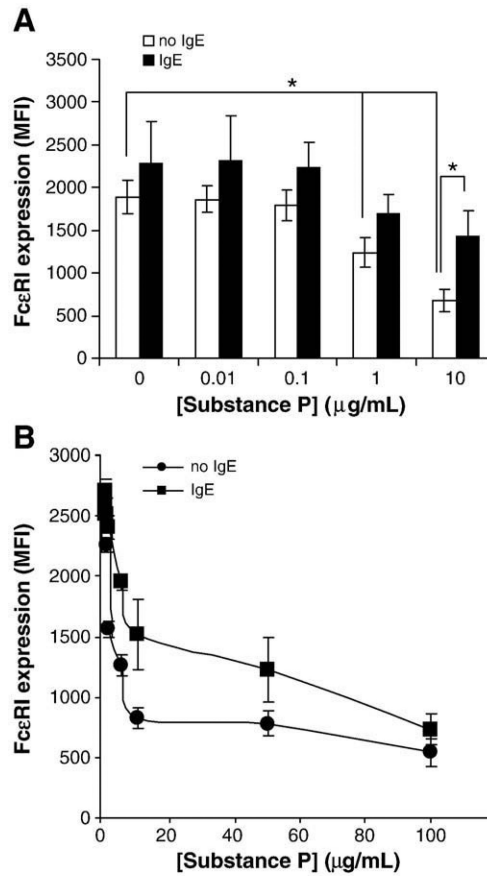 A
no IgE
IgE
FcεRI expression (MFI)
3500
3000
2500
2000
1500
1000
500
0
*
*
0 0.01 0.1 1 10
[Substance P] (μg/mL)
B
no IgE
IgE
FcεRI expression (MFI)
3000
2500
2000
1500
1000
500
0
0 20 40 60 80 100
[Substance P] (μg/mL)